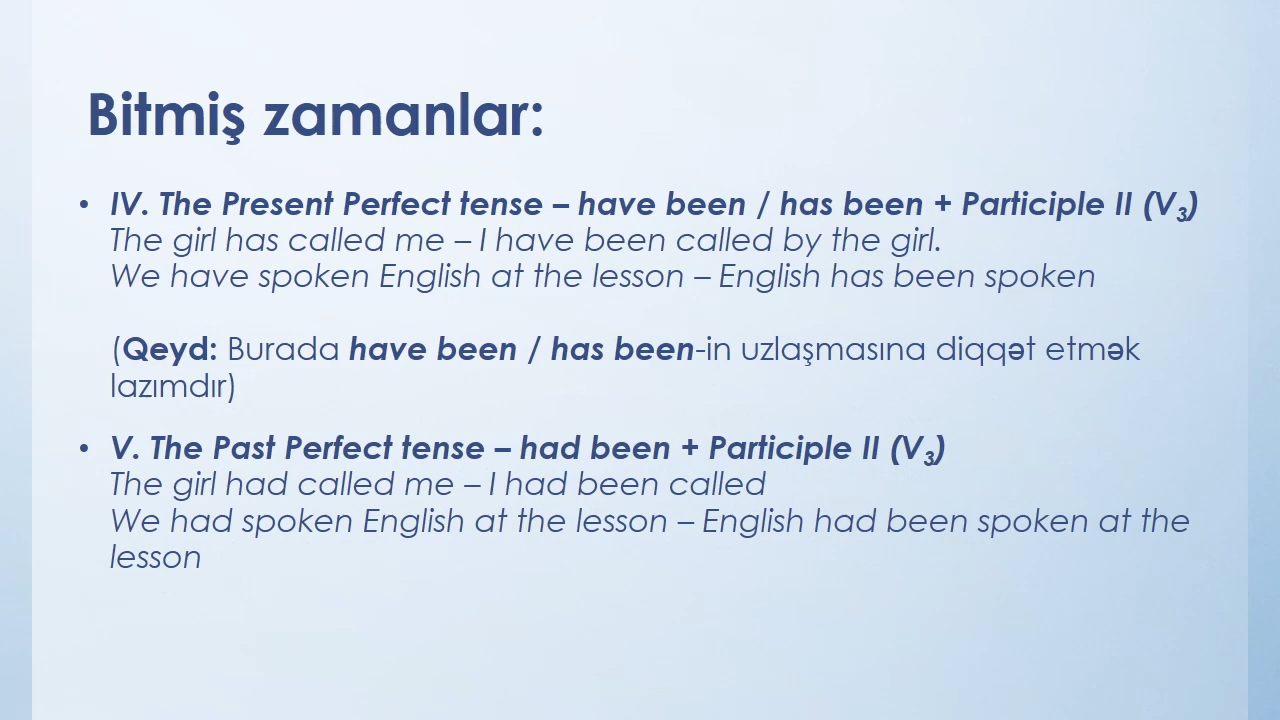 Bitmiş zamanlar:
• IV. The Present Perfect tense – have been / has been + Participle II (V₃)
The girl has called me – I have been called by the girl.
We have spoken English at the lesson – English has been spoken
(Qeyd: Burada have been / has been-in uzlaşmasına diqqət etmək
lazımdır)
• V. The Past Perfect tense – had been + Participle II (V₃)
The girl had called me – I had been called
We had spoken English at the lesson – English had been spoken at the
lesson